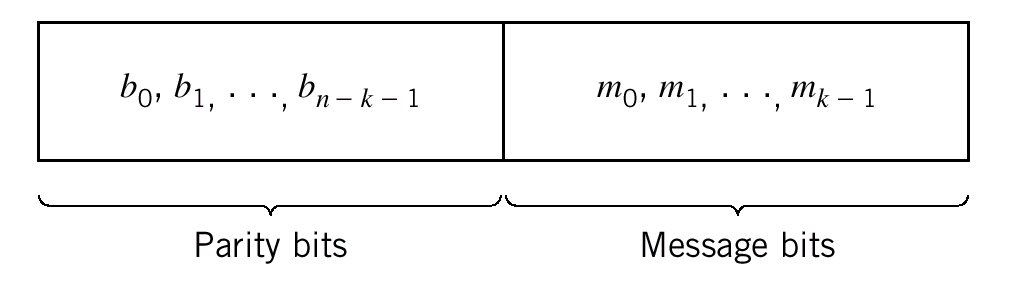 b₀, b₁, . . ., bₙ₋ₖ₋₁ m₀, m₁, . . ., mₖ₋₁
Parity bits Message bits